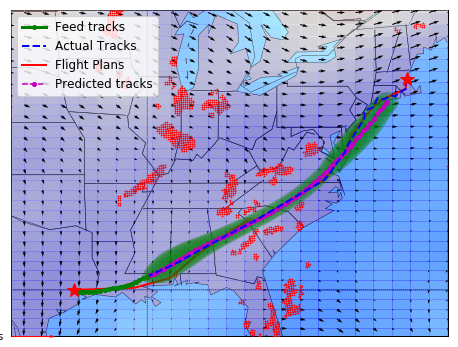 Feed tracks
Actual Tracks
Flight Plans
Predicted tracks
s